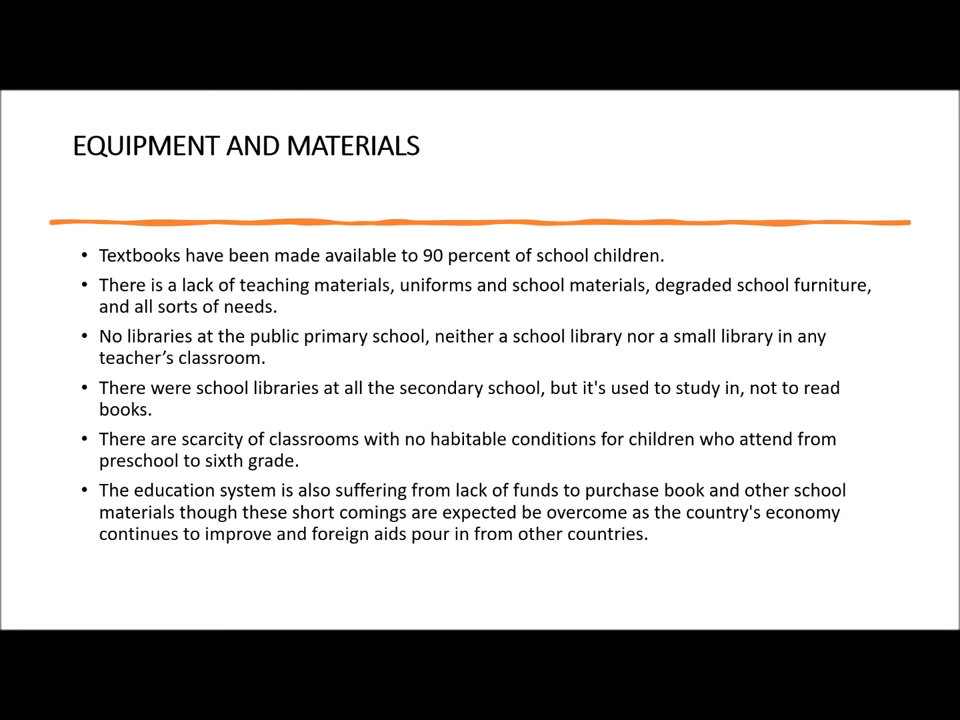 EQUIPMENT AND MATERIALS
• Textbooks have been made available to 90 percent of school children.
• There is a lack of teaching materials, uniforms and school materials, degraded school furniture,
and all sorts of needs.
• No libraries at the public primary school, neither a school library nor a small library in any
teacher’s classroom.
• There were school libraries at all the secondary school, but it's used to study in, not to read
books.
• There are scarcity of classrooms with no habitable conditions for children who attend from
preschool to sixth grade.
• The education system is also suffering from lack of funds to purchase book and other school
materials though these short comings are expected be overcome as the country's economy
continues to improve and foreign aids pour in from other countries.